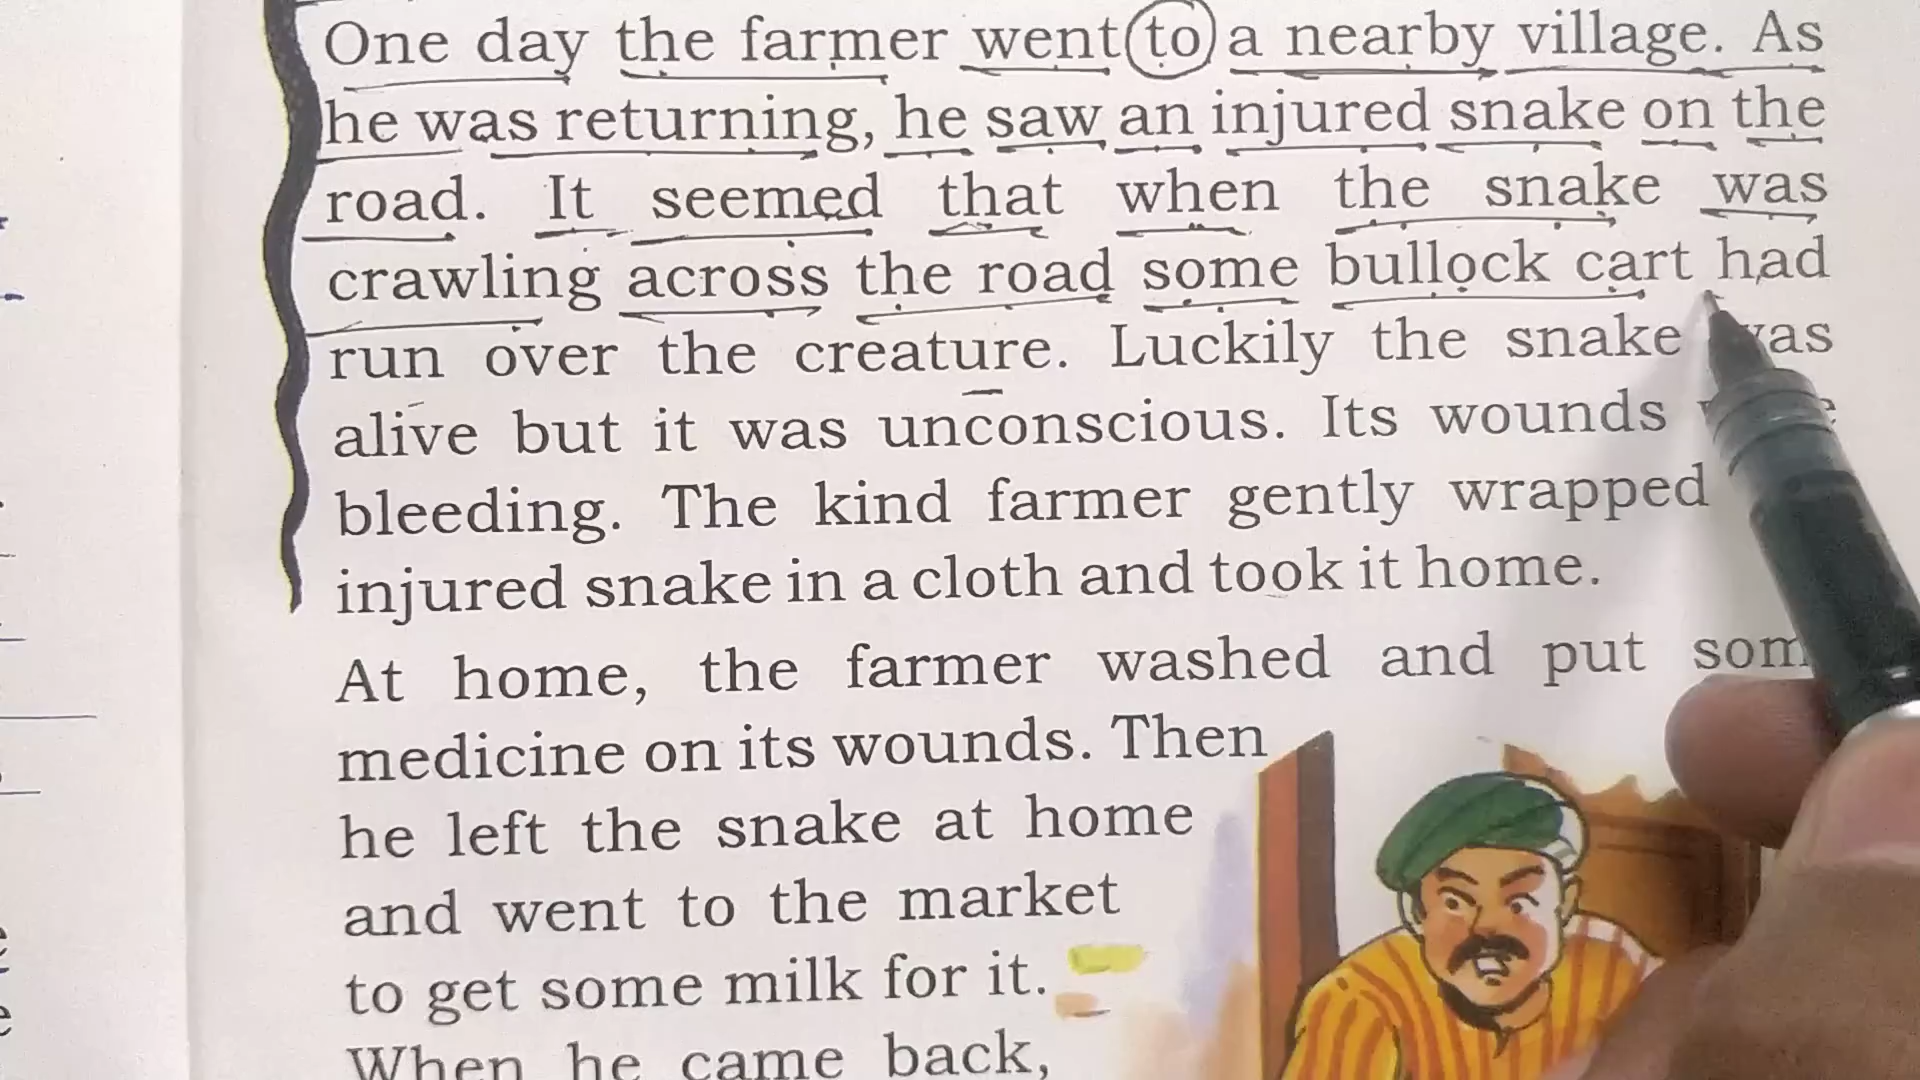 One day the farmer went to a nearby village. As
he was returning, he saw an injured snake on the
road. It seemed that when the snake was
crawling across the road some bullock cart had
run over the creature. Luckily the snake was
alive but it was unconscious. Its wounds
bleeding. The kind farmer gently wrapped
injured snake in a cloth and took it home.
At home, the farmer washed and put som
medicine on its wounds. Then
he left the snake at home
and went to the market
to get some milk for it.
When he came back,